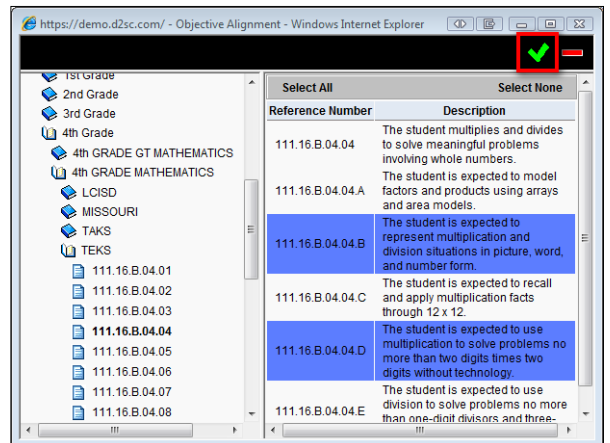 https://demo.d2sc.com/ - Objective Alignment - Windows Internet Explorer
1st Grade
2nd Grade
3rd Grade
4th Grade
4th GRADE GT MATHEMATICS
4th GRADE MATHEMATICS
LCISD
MISSOURI
TAKS
TEKS
111.16.B.04.01
111.16.B.04.02
111.16.B.04.03
111.16.B.04.04
111.16.B.04.05
111.16.B.04.06
111.16.B.04.07
111.16.B.04.08
Select All Select None
Reference Number Description
111.16.B.04.04
The student multiplies and divides
to solve meaningful problems
involving whole numbers.
111.16.B.04.04.A
The student is expected to model
factors and products using arrays
and area models.
111.16.B.04.04.B
The student is expected to
represent multiplication and
division situations in picture, word,
and number form.
111.16.B.04.04.C
The student is expected to recall
and apply multiplication facts
through 12 x 12.
111.16.B.04.04.D
The student is expected to use
multiplication to solve problems no
more than two digits times two
digits without technology.
111.16.B.04.04.E
The student is expected to use
division to solve problems no more
than one-digit divisors and three-